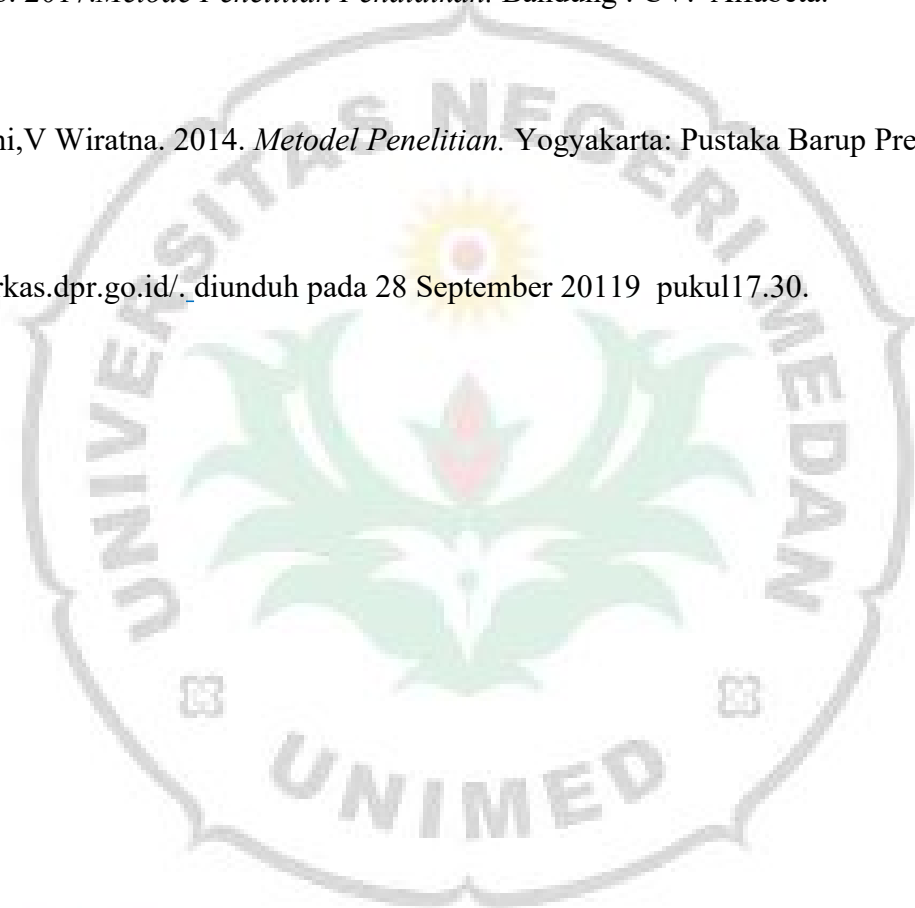 2017.Metode Penelitian Pendidikan. Bandung : CV. Alfabeta.
ni,V Wiratna. 2014. Metodel Penelitian. Yogyakarta: Pustaka Barup Pre
rkas.dpr.go.id/. diunduh pada 28 September 20119 pukul17.30.
UNIVERSITAS NEGERI MEDAN
UNIMED